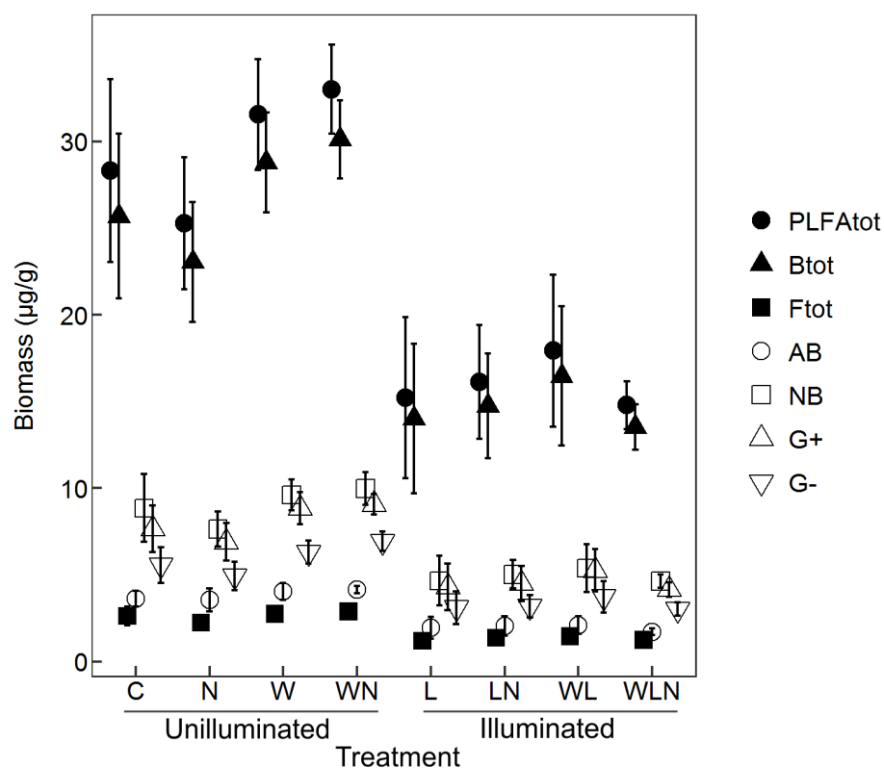 Biomass (µg/g)
30
20
10
0
C N W WN L LN WL WLN
Unilluminated Illuminated
Treatment
PLFAtot
Btot
Ftot
AB
NB
G+
G-